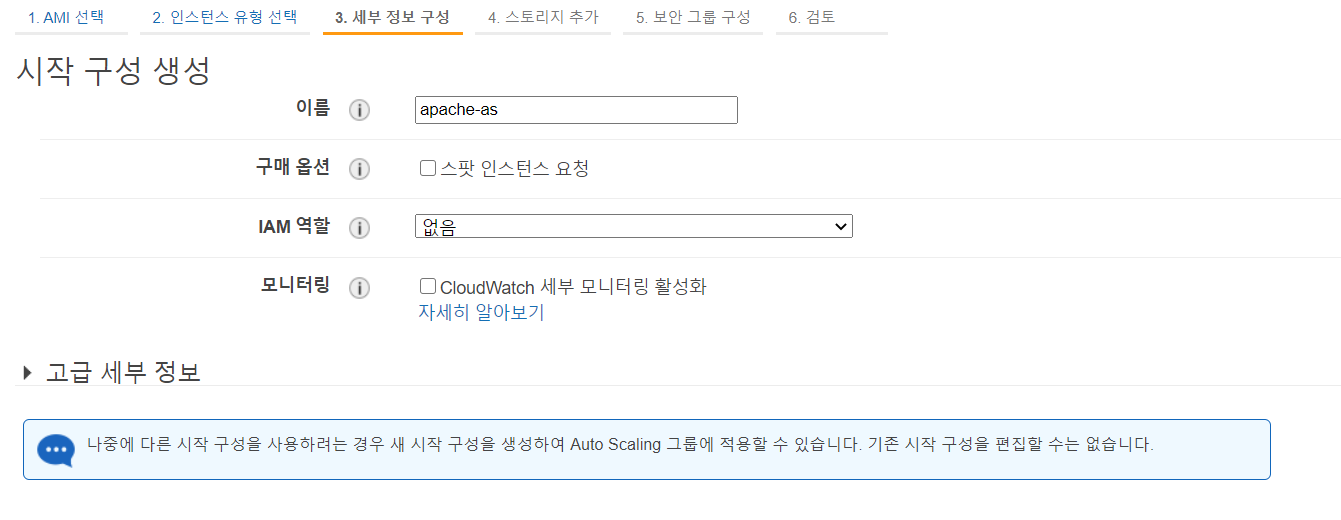 1. AMI 선택 2. 인스턴스 유형 선택 3. 세부 정보 구성 4. 스토리지 추가 5. 보안 그룹 구성 6. 검토
시작 구성 생성
이름 i apache-as
구매 옵션 i 스팟 인스턴스 요청
IAM 역할 i 없음
모니터링 i CloudWatch 세부 모니터링 활성화
자세히 알아보기
고급 세부 정보
나중에 다른 시작 구성을 사용하려는 경우 새 시작 구성을 생성하여 Auto Scaling 그룹에 적용할 수 있습니다. 기존 시작 구성을 편집할 수는 없습니다.